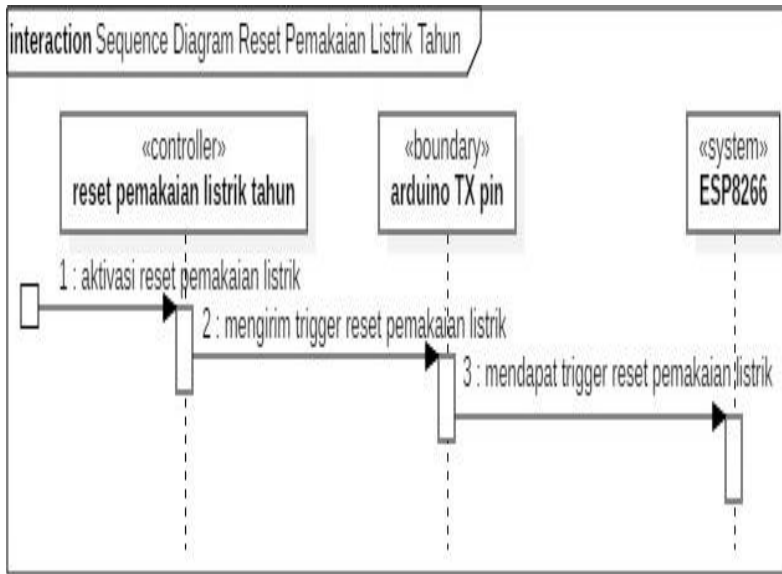 interaction Sequence Diagram Reset Pemakaian Listrik Tahun
«controller»
reset pemakaian listrik tahun
«boundary»
arduino TX pin
«system»
ESP8266
1 : aktivasi reset pemakaian listrik
2 : mengirim trigger reset pemakaian listrik
3 : mendapat trigger reset pemakaian listrik